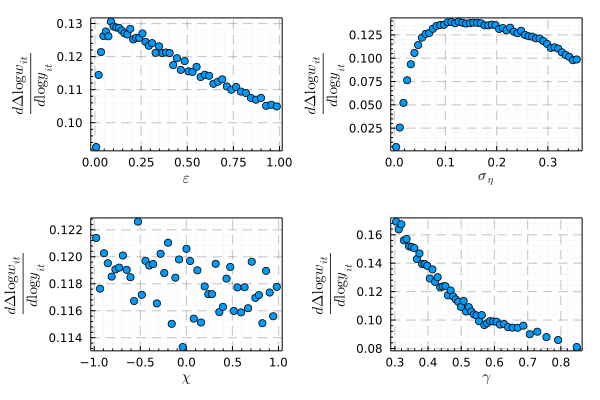 0.13
0.12
0.11
0.10
dΔlogw_it
dlogy_it
0.00 0.25 0.50 0.75 1.00
ε
0.125
0.100
0.075
0.050
0.025
dΔlogw_it
dlogy_it
0.0 0.1 0.2 0.3
σ_η
0.122
0.120
0.118
0.116
0.114
dΔlogw_it
dlogy_it
−1.0 −0.5 0.0 0.5 1.0
χ
0.16
0.14
0.12
0.10
0.08
dΔlogw_it
dlogy_it
0.3 0.4 0.5 0.6 0.7 0.8
γ